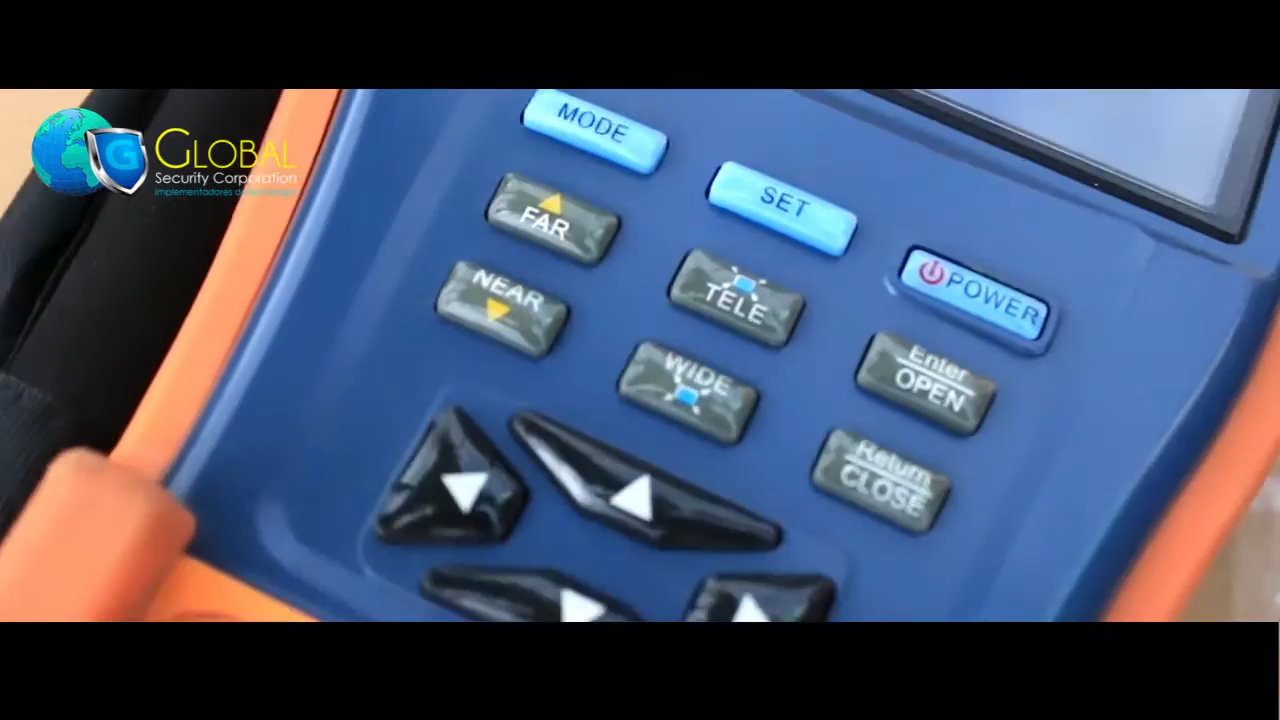 GLOBAL
Security Corporation
MODE
SET
POWER
FAR
NEAR
TELE
WIDE
Enter
OPEN
Return
CLOSE